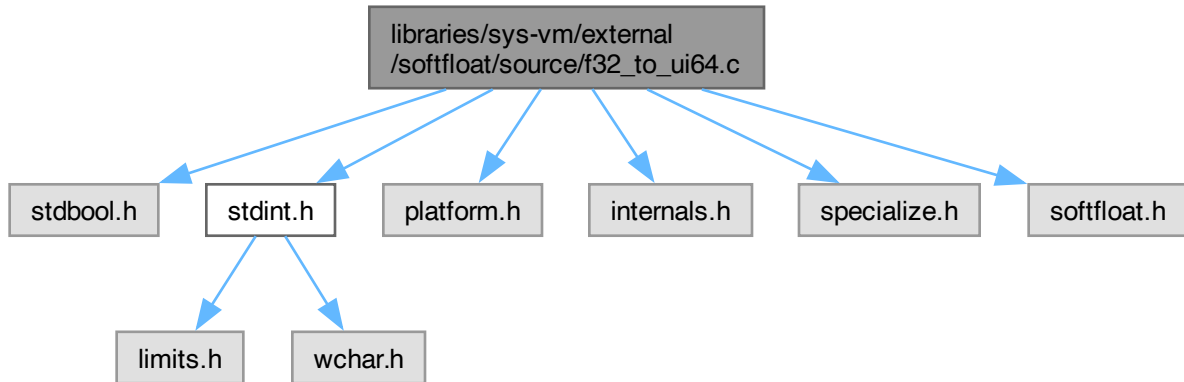 libraries/sys-vm/external
/softfloat/source/f32_to_ui64.c
stdbool.h
stdint.h
platform.h
internals.h
specialize.h
softfloat.h
limits.h
wchar.h